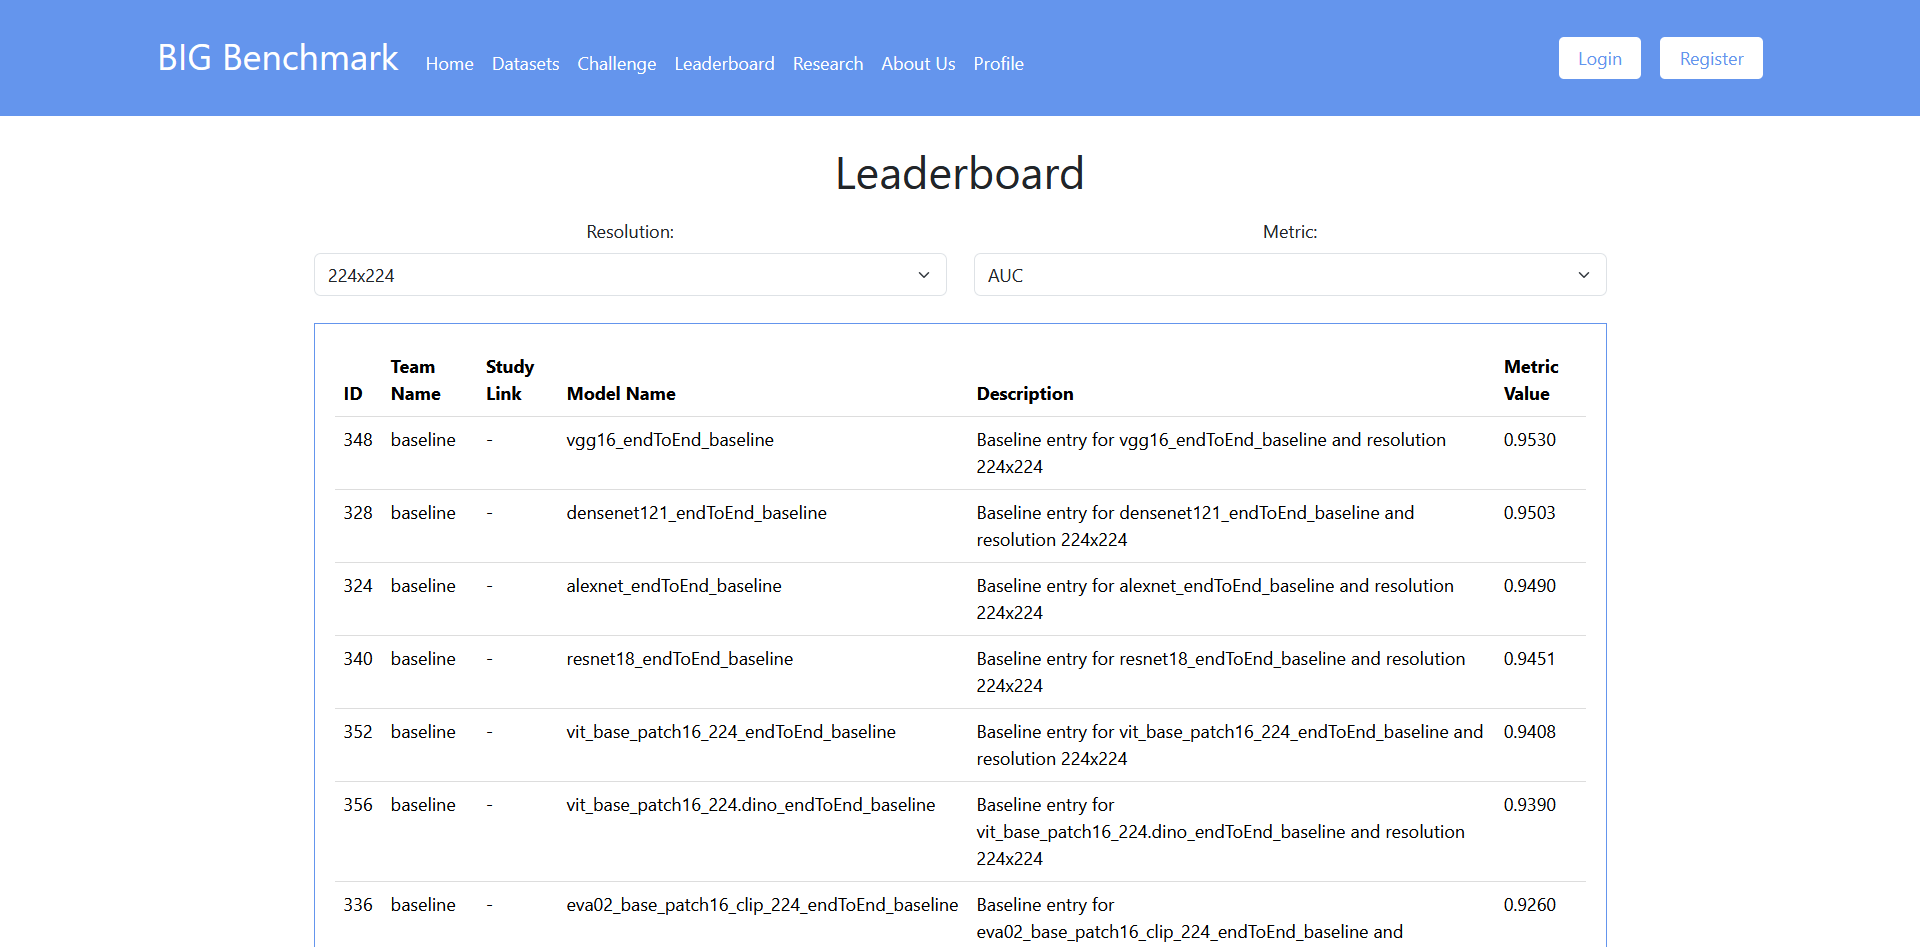 BIG Benchmark Home Datasets Challenge Leaderboard Research About Us Profile Login Register
Leaderboard
Resolution: Metric:
224x224 AUC
ID Team Name Study Link Model Name Description Metric Value
348 baseline - vgg16_endToEnd_baseline Baseline entry for vgg16_endToEnd_baseline and resolution 0.9530
224x224
328 baseline - densenet121_endToEnd_baseline Baseline entry for densenet121_endToEnd_baseline and 0.9503
resolution 224x224
324 baseline - alexnet_endToEnd_baseline Baseline entry for alexnet_endToEnd_baseline and resolution 0.9490
224x224
340 baseline - resnet18_endToEnd_baseline Baseline entry for resnet18_endToEnd_baseline and resolution 0.9451
224x224
352 baseline - vit_base_patch16_224_endToEnd_baseline Baseline entry for vit_base_patch16_224_endToEnd_baseline and 0.9408
resolution 224x224
356 baseline - vit_base_patch16_224.dino_endToEnd_baseline Baseline entry for 0.9390
vit_base_patch16_224.dino_endToEnd_baseline and resolution
224x224
336 baseline - eva02_base_patch16_clip_224_endToEnd_baseline Baseline entry for 0.9260
eva02_base_patch16_clip_224_endToEnd_baseline and